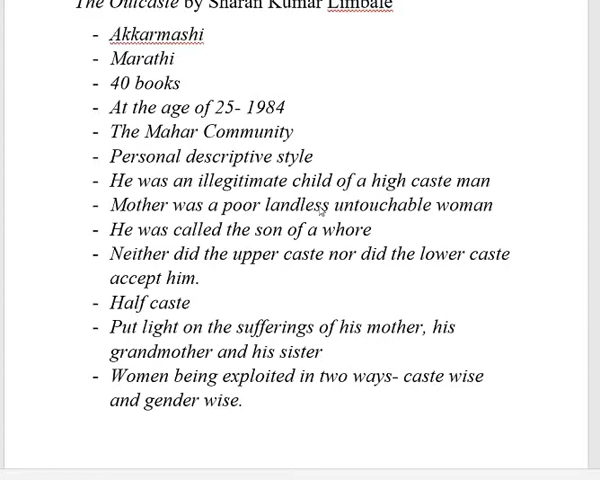 The Outcaste by Sharan Kumar Limbale
- Akkarmashi
- Marathi
- 40 books
- At the age of 25- 1984
- The Mahar Community
- Personal descriptive style
- He was an illegitimate child of a high caste man
- Mother was a poor landless untouchable woman
- He was called the son of a whore
- Neither did the upper caste nor did the lower caste
accept him.
- Half caste
- Put light on the sufferings of his mother, his
grandmother and his sister
- Women being exploited in two ways- caste wise
and gender wise.